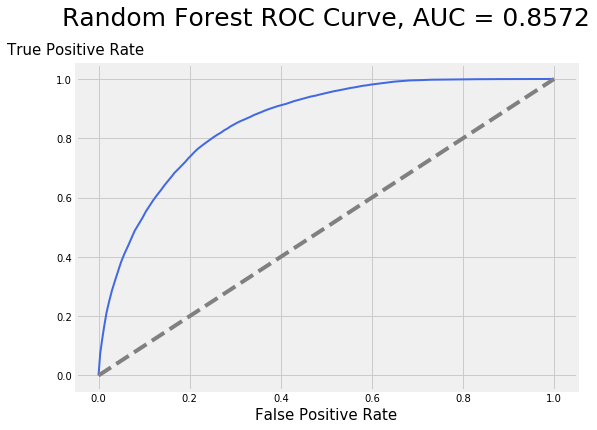 Random Forest ROC Curve, AUC = 0.8572
True Positive Rate
1.0
0.8
0.6
0.4
0.2
0.0
0.0 0.2 0.4 0.6 0.8 1.0
False Positive Rate